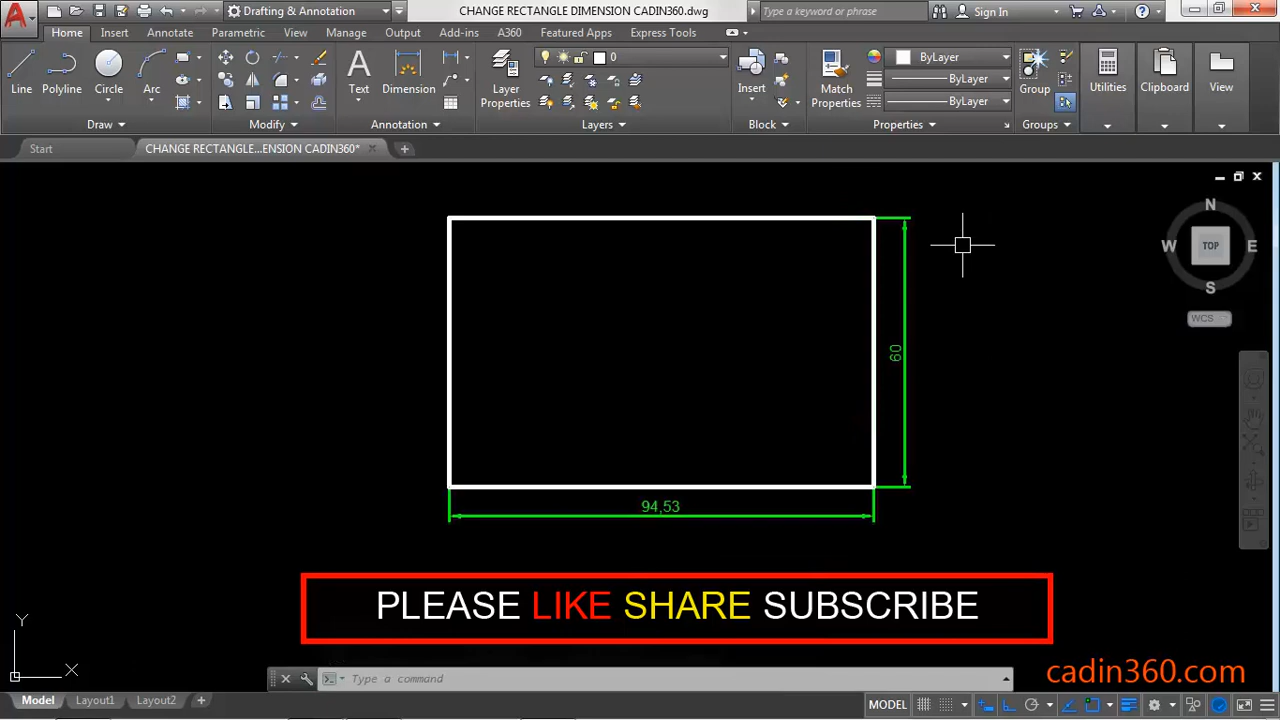 Drafting & Annotation
CHANGE RECTANGLE DIMENSION CADIN360.dwg
Type a keyword or phrase
Sign In
Home
Insert
Annotate
Parametric
View
Manage
Output
Add-ins
A360
Featured Apps
Express Tools
Line
Polyline
Circle
Arc
Text
Dimension
Layer
Properties
0
Insert
Match
Properties
ByLayer
ByLayer
ByLayer
Group
Utilities
Clipboard
View
Draw
Modify
Annotation
Layers
Block
Properties
Groups
Start
CHANGE RECTANGLE...ENSION CADIN360*
N
W
TOP
E
S
WCS
60
94,53
PLEASE LIKE SHARE SUBSCRIBE
Y
X
Type a command
cadin360.com
Model
Layout1
Layout2
MODEL